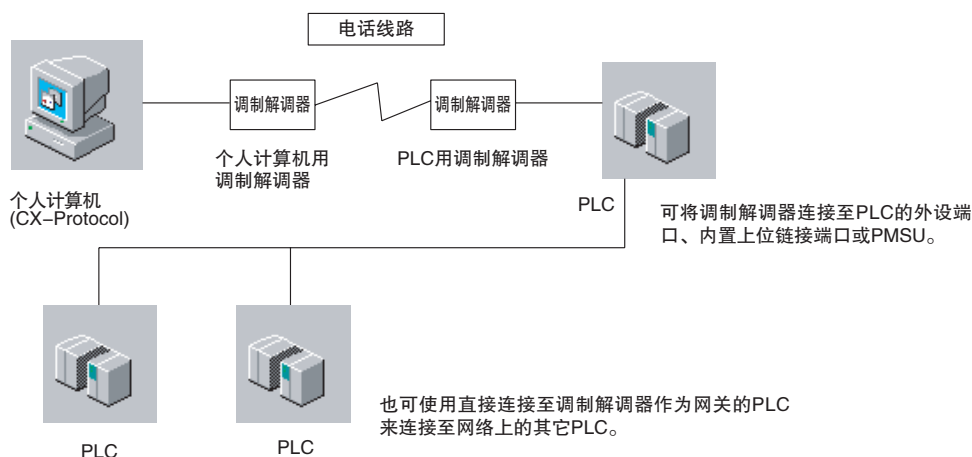 电话线路
调制解调器
调制解调器
个人计算机用
调制解调器
PLC用调制解调器
个人计算机
(CX–Protocol)
PLC
可将调制解调器连接至PLC的外设端
口、内置上位链接端口或PMSU。
也可使用直接连接至调制解调器作为网关的PLC
来连接至网络上的其它PLC。
PLC
PLC